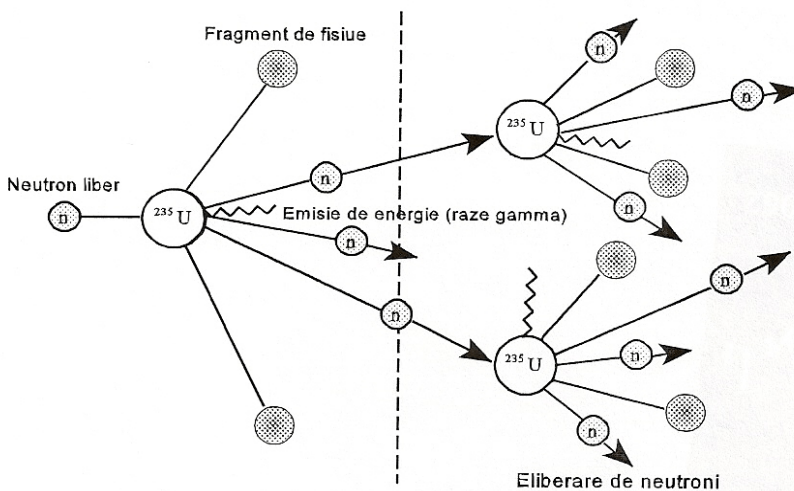 Fragment de fisiue
n
n
²³⁵U
n
Neutron liber
n
²³⁵U
n
n
Emisie de energie (raze gamma)
n
n
n
n
²³⁵U
n
n
Eliberare de neutroni